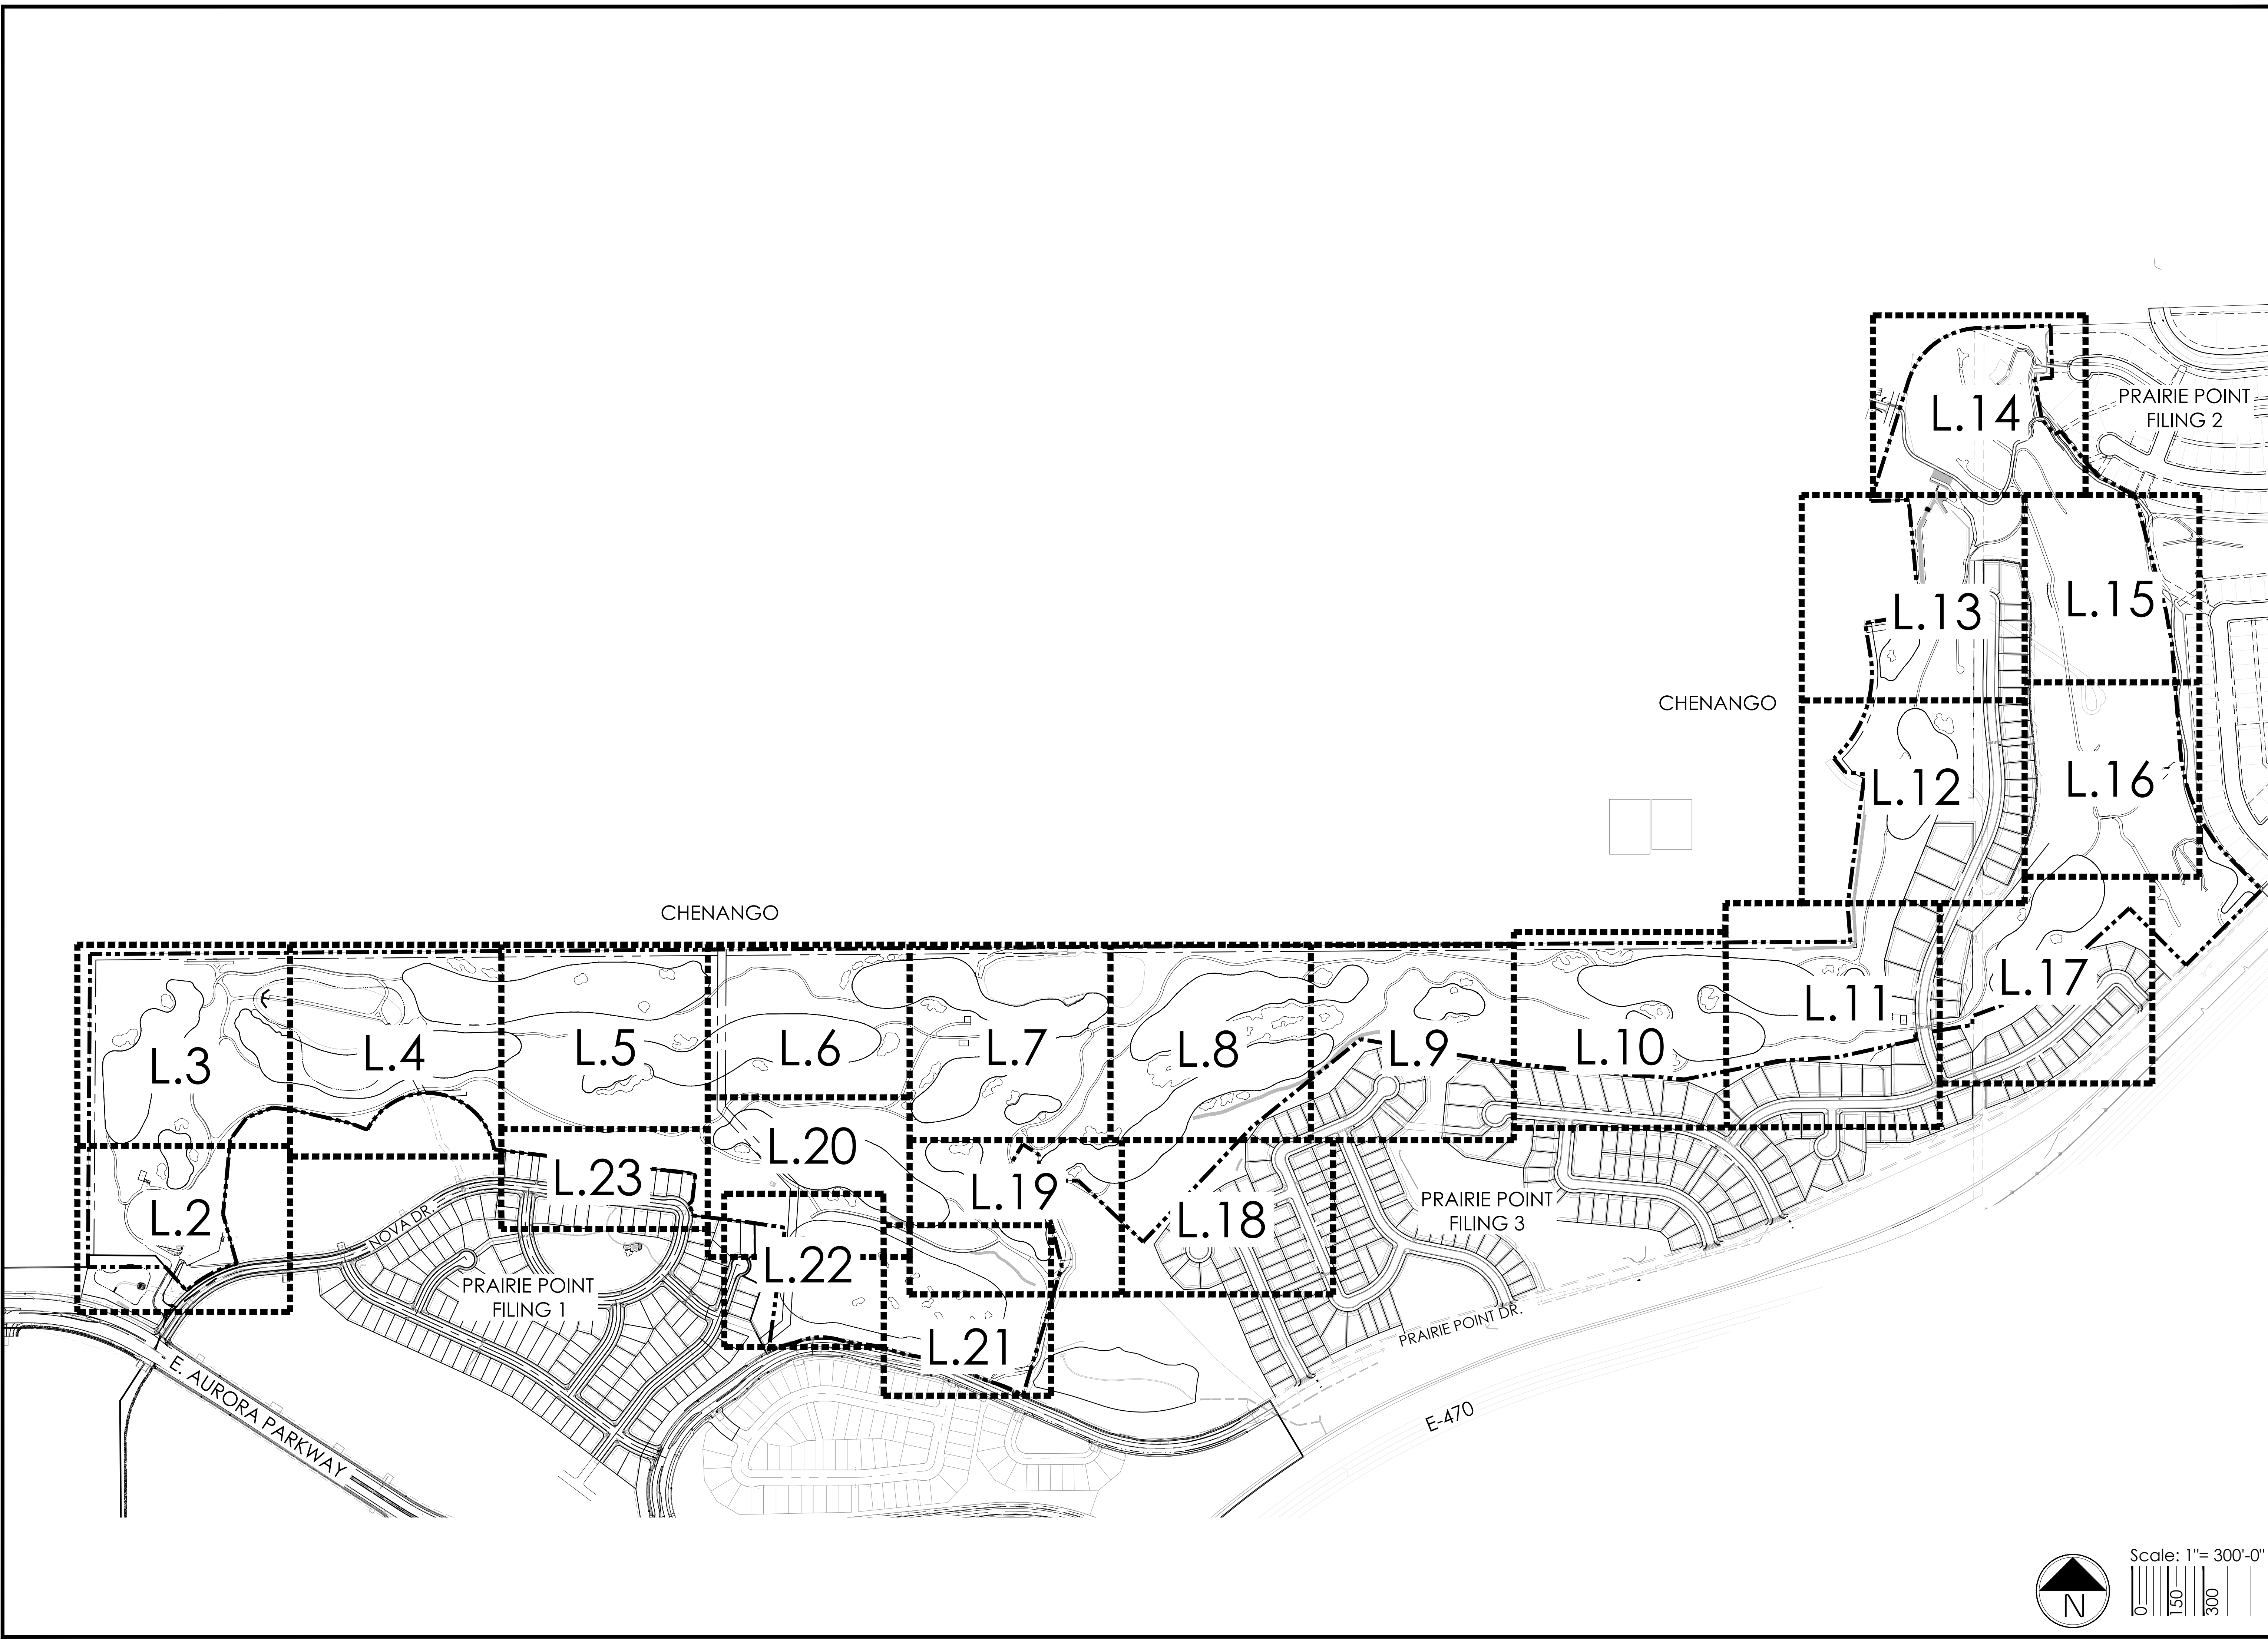 L.14
PRAIRIE POINT
FILING 2
L.15
L.13
CHENANGO
L.16
L.12
CHENANGO
L.17
L.11
L.3
L.4
L.5
L.6
L.7
L.8
L.9
L.10
L.20
L.23
L.19
L.2
L.18
PRAIRIE POINT
FILING 3
NOVA DR.
L.22
PRAIRIE POINT
FILING 1
L.21
PRAIRIE POINT DR.
E. AURORA PARKWAY
E-470
Scale: 1"= 300'-0"
N
0
150
300